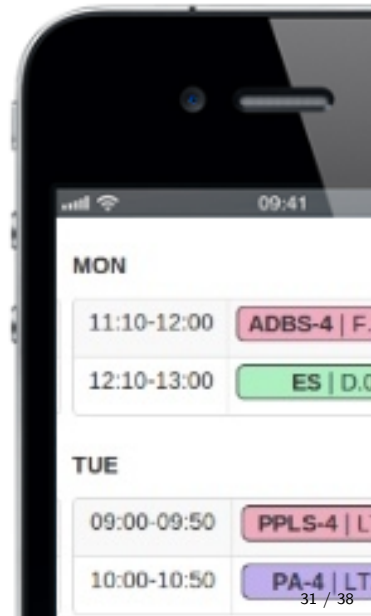 09:41
MON
11:10-12:00 ADBS-4 | F.
12:10-13:00 ES | D.
TUE
09:00-09:50 PPLS-4 | LT
10:00-10:50 PA-4 | LT
31 / 38